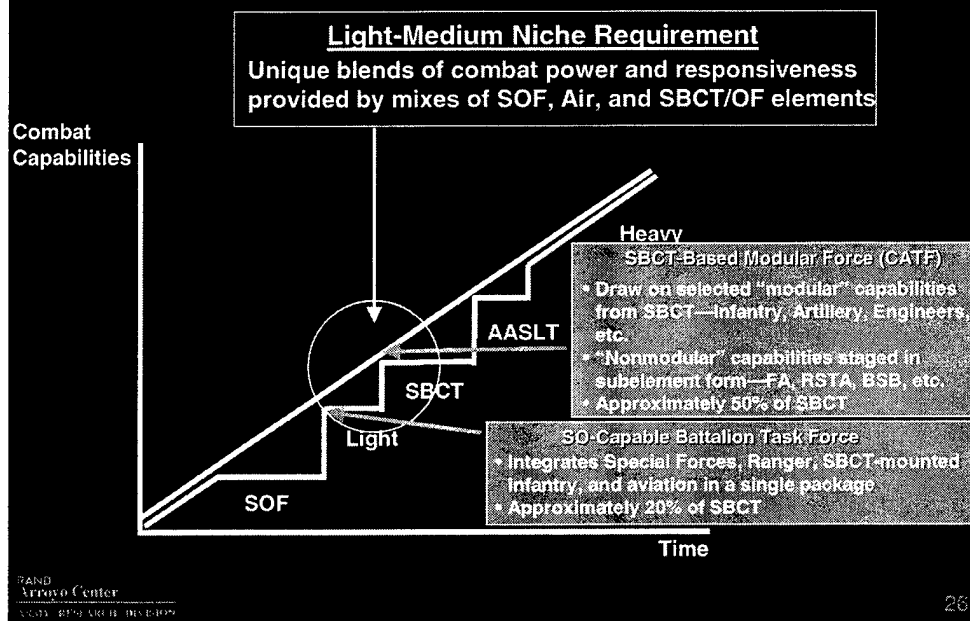 Light-Medium Niche Requirement
Unique blends of combat power and responsiveness
provided by mixes of SOF, Air, and SBCT/OF elements
Combat
Capabilities
Heavy
SBCT-Based Modular Force (CATF)
• Draw on selected “modular” capabilities
from SBCT—Infantry, Artillery, Engineers,
etc.
• “Nonmodular” capabilities staged in
subelement form—FA, RSTA, BSB, etc.
• Approximately 50% of SBCT
AASLT
SBCT
Light
SO-Capable Battalion Task Force
• Integrates Special Forces, Ranger, SBCT-mounted
Infantry, and aviation in a single package
• Approximately 20% of SBCT
SOF
Time
RAND
Arroyo Center
26